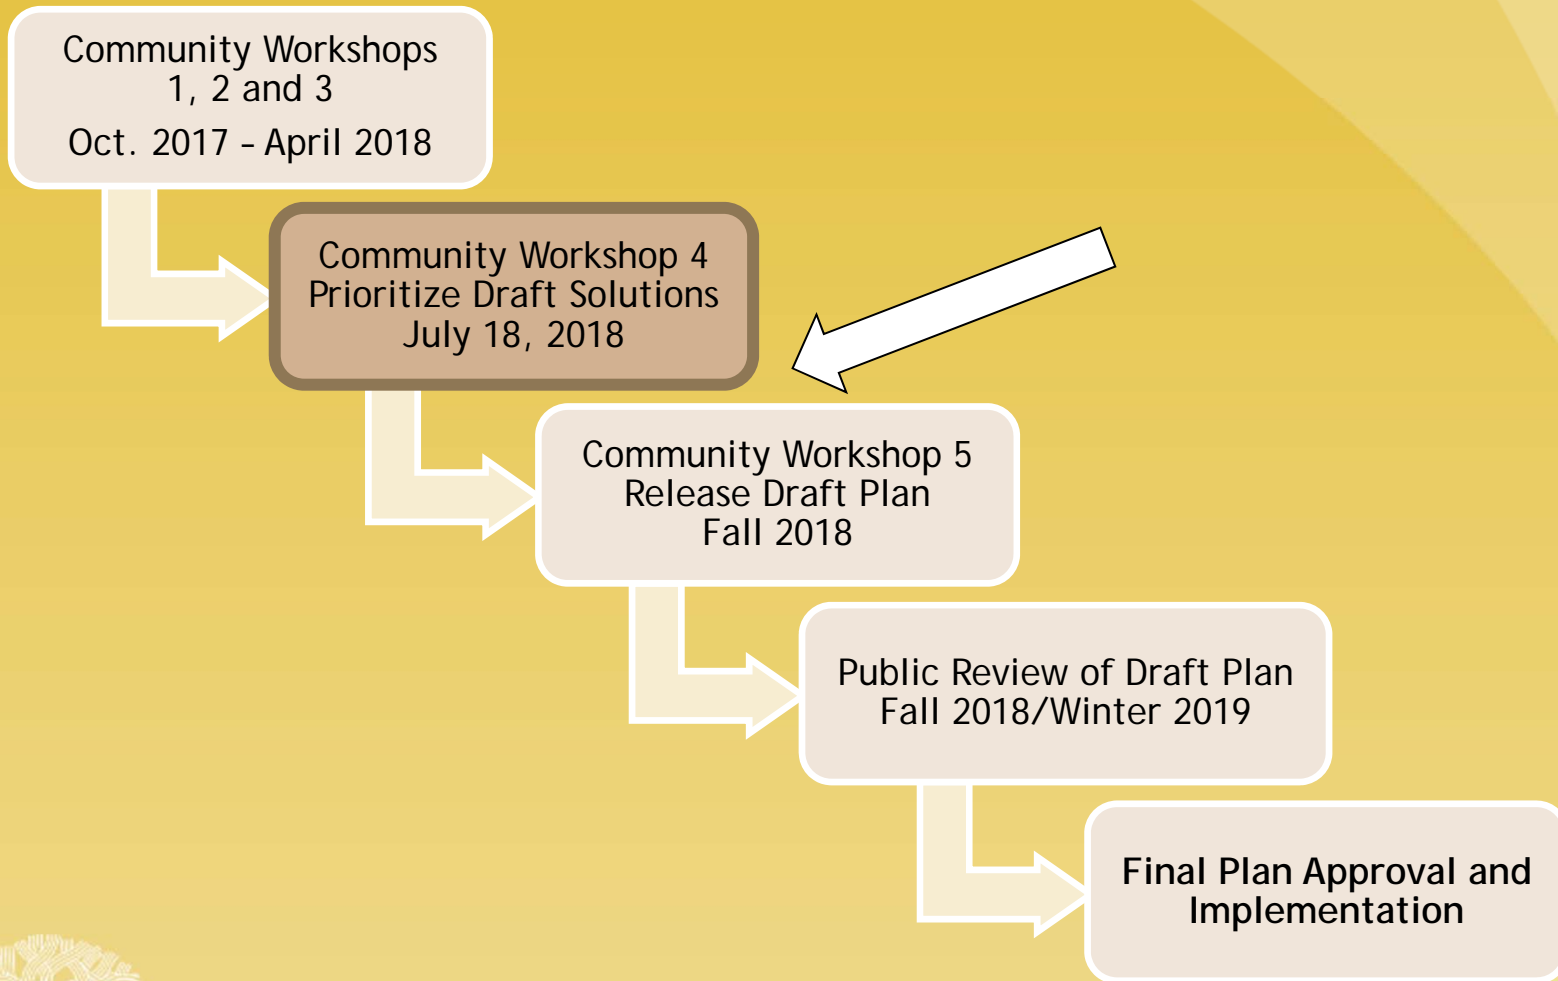 Community Workshops
1, 2 and 3
Oct. 2017 – April 2018
Community Workshop 4
Prioritize Draft Solutions
July 18, 2018
Community Workshop 5
Release Draft Plan
Fall 2018
Public Review of Draft Plan
Fall 2018/Winter 2019
Final Plan Approval and
Implementation